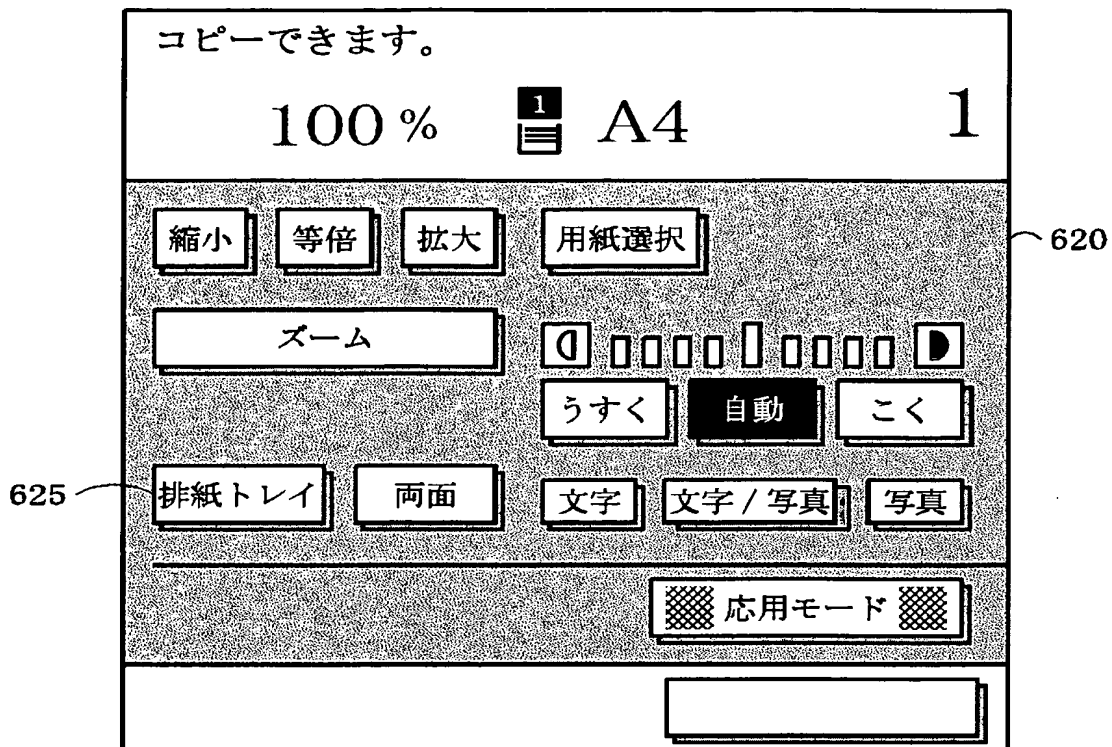 コピーできます。
100% 1 A4 1
縮小 等倍 拡大 用紙選択
620
ズーム
うすく 自動 こく
625 排紙トレイ 両面 文字 文字/写真 写真
応用モード